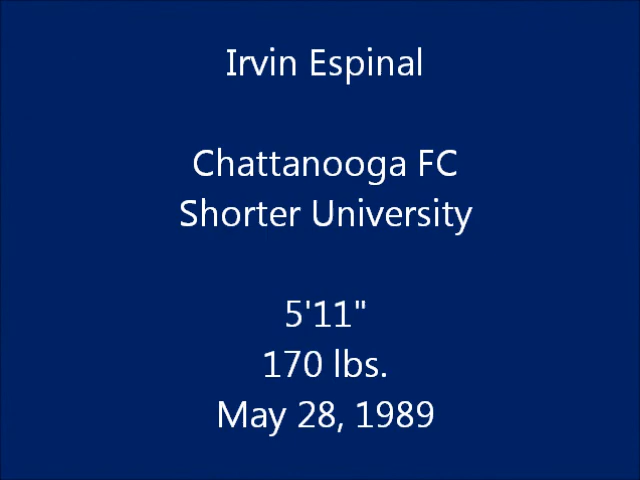 Irvin Espinal
Chattanooga FC
Shorter University
5'11"
170 lbs.
May 28, 1989